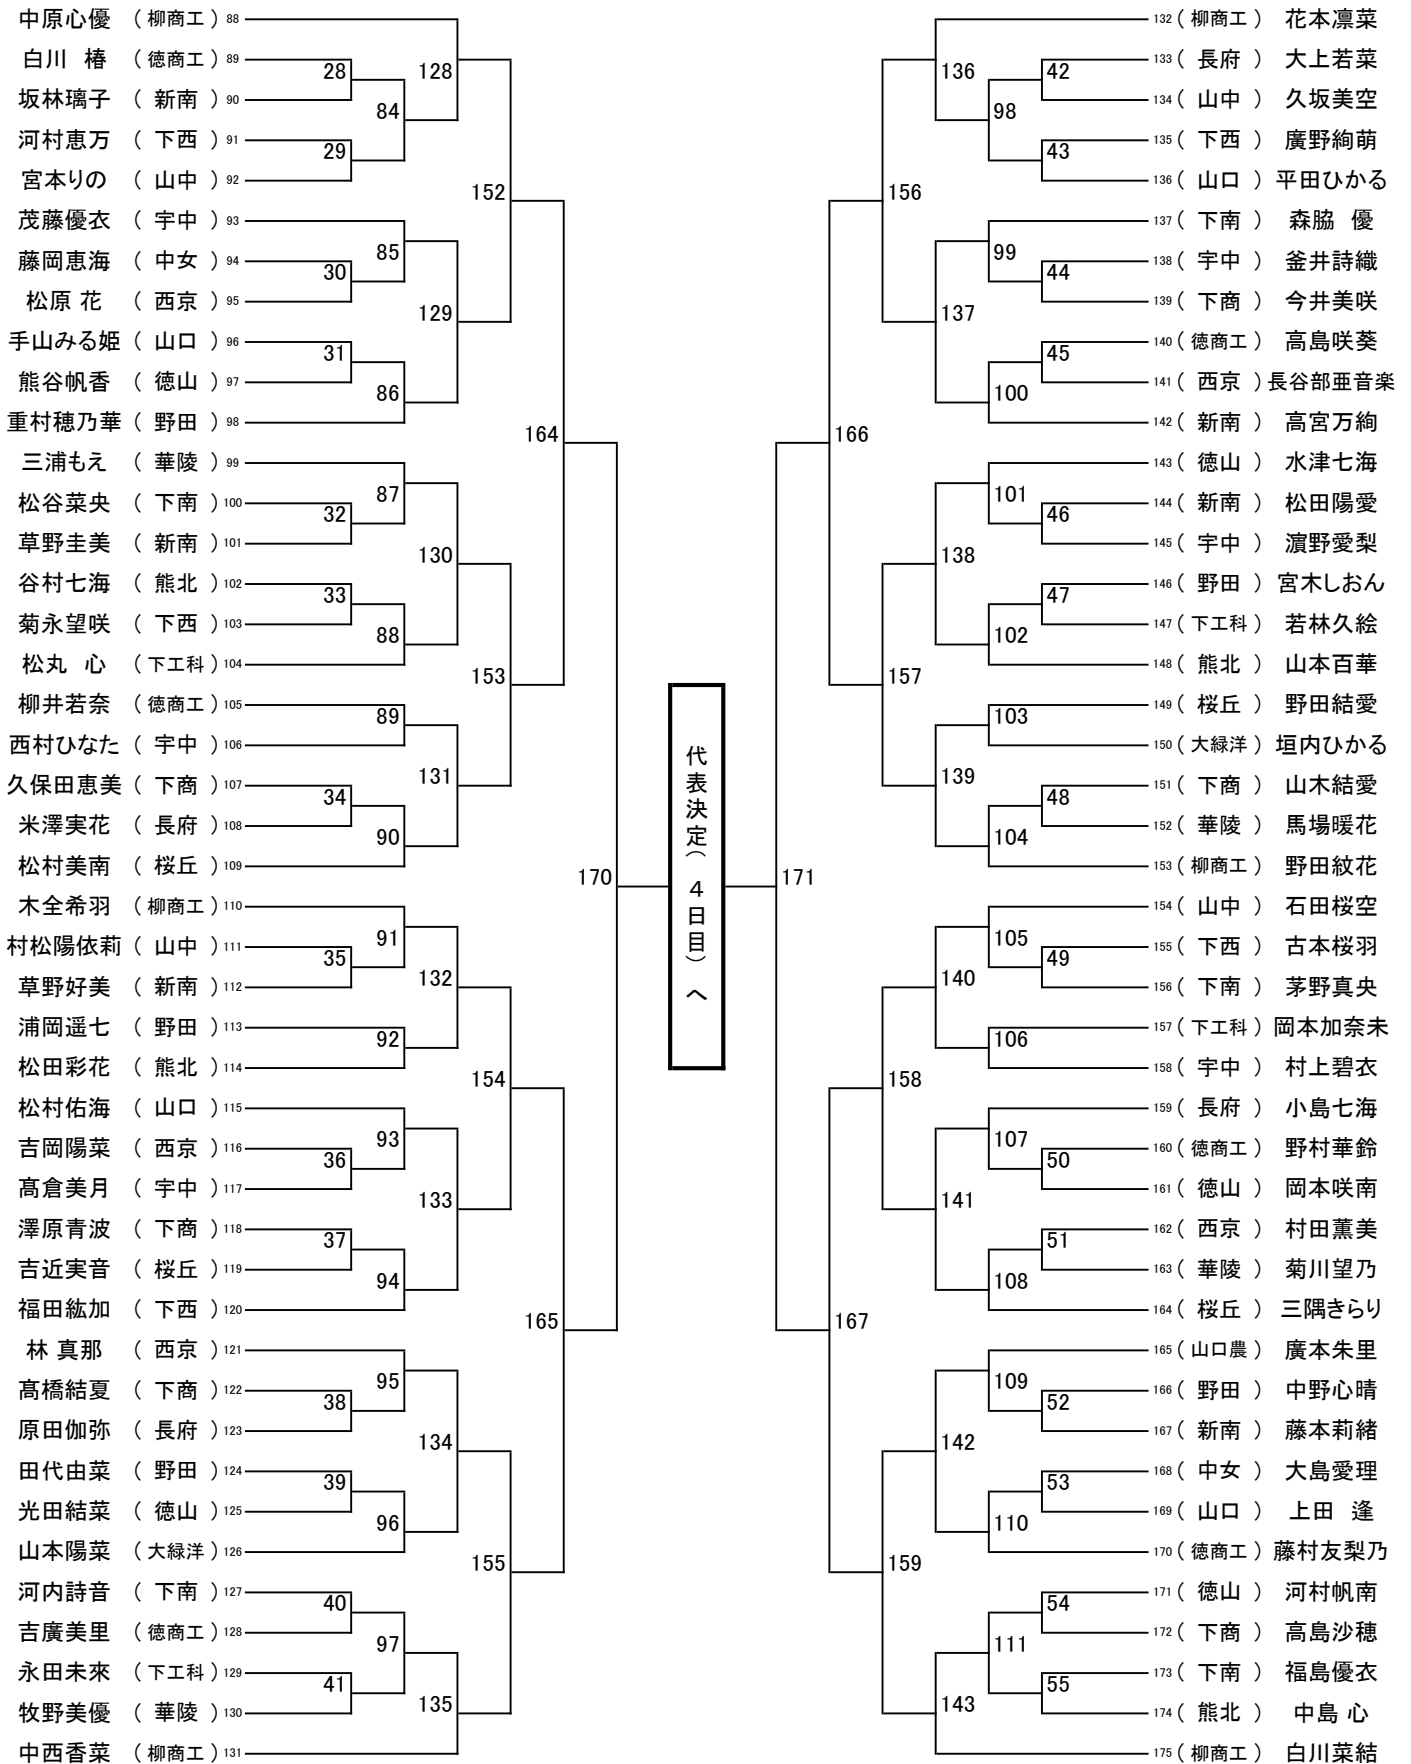 中原心優 （ 柳商工 ） 88
白川 椿 （ 徳商工 ） 89
28
坂林璃子 （ 新南 ） 90
84
128
河村恵万 （ 下西 ） 91
29
宮本りの （ 山中 ） 92
152
茂藤優衣 （ 宇中 ） 93
85
藤岡恵海 （ 中女 ） 94
30
松原 花 （ 西京 ） 95
129
手山みる姫 （ 山口 ） 96
31
熊谷帆香 （ 徳山 ） 97
86
重村穂乃華 （ 野田 ） 98
164
三浦もえ （ 華陵 ） 99
87
松谷菜央 （ 下南 ） 100
32
草野圭美 （ 新南 ） 101
130
谷村七海 （ 熊北 ） 102
33
菊永望咲 （ 下西 ） 103
88
松丸 心 （ 下工科 ） 104
153
柳井若奈 （ 徳商工 ） 105
89
西村ひなた （ 宇中 ） 106
131
久保田恵美 （ 下商 ） 107
34
米澤実花 （ 長府 ） 108
90
松村美南 （ 桜丘 ） 109
170
木全希羽 （ 柳商工 ） 110
91
村松陽依莉 （ 山中 ） 111
35
草野好美 （ 新南 ） 112
132
浦岡遥七 （ 野田 ） 113
92
松田彩花 （ 熊北 ） 114
154
松村佑海 （ 山口 ） 115
93
吉岡陽菜 （ 西京 ） 116
36
髙倉美月 （ 宇中 ） 117
133
澤原青波 （ 下商 ） 118
37
吉近実音 （ 桜丘 ） 119
94
福田紘加 （ 下西 ） 120
165
林 真那 （ 西京 ） 121
95
髙橋結夏 （ 下商 ） 122
38
原田伽弥 （ 長府 ） 123
134
田代由菜 （ 野田 ） 124
39
光田結菜 （ 徳山 ） 125
96
山本陽菜 （ 大緑洋 ） 126
155
河内詩音 （ 下南 ） 127
40
吉廣美里 （ 徳商工 ） 128
97
永田未來 （ 下工科 ） 129
41
牧野美優 （ 華陵 ） 130
135
中西香菜 （ 柳商工 ） 131
代表決定（４日目）へ
132 （ 柳商工 ） 花本凛菜
136
133 （ 長府 ） 大上若菜
42
134 （ 山中 ） 久坂美空
98
135 （ 下西 ） 廣野絢萌
43
136 （ 山口 ） 平田ひかる
156
137 （ 下南 ） 森脇 優
99
138 （ 宇中 ） 釜井詩織
44
139 （ 下商 ） 今井美咲
137
140 （ 徳商工 ） 高島咲葵
45
141 （ 西京 ） 長谷部亜音楽
100
142 （ 新南 ） 高宮万絢
166
143 （ 徳山 ） 水津七海
101
144 （ 新南 ） 松田陽愛
46
145 （ 宇中 ） 濵野愛梨
138
146 （ 野田 ） 宮木しおん
47
147 （ 下工科 ） 若林久絵
102
148 （ 熊北 ） 山本百華
157
149 （ 桜丘 ） 野田結愛
103
150 （ 大緑洋 ） 垣内ひかる
139
151 （ 下商 ） 山木結愛
48
152 （ 華陵 ） 馬場暖花
104
153 （ 柳商工 ） 野田紋花
171
154 （ 山中 ） 石田桜空
105
155 （ 下西 ） 古本桜羽
49
156 （ 下南 ） 茅野真央
140
157 （ 下工科 ） 岡本加奈未
106
158 （ 宇中 ） 村上碧衣
158
159 （ 長府 ） 小島七海
107
160 （ 徳商工 ） 野村華鈴
50
161 （ 徳山 ） 岡本咲南
141
162 （ 西京 ） 村田薫美
51
163 （ 華陵 ） 菊川望乃
108
164 （ 桜丘 ） 三隅きらり
167
165 （ 山口農 ） 廣本朱里
109
166 （ 野田 ） 中野心晴
52
167 （ 新南 ） 藤本莉緒
142
168 （ 中女 ） 大島愛理
53
169 （ 山口 ） 上田 逢
110
170 （ 徳商工 ） 藤村友梨乃
159
171 （ 徳山 ） 河村帆南
54
172 （ 下商 ） 高島沙穂
111
173 （ 下南 ） 福島優衣
55
174 （ 熊北 ） 中島 心
143
175 （ 柳商工 ） 白川菜結